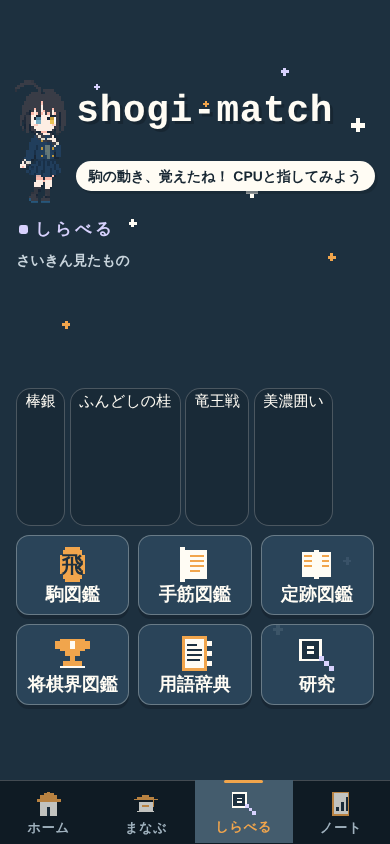 shogi-match
駒の動き、覚えたね！ CPUと指してみよう
しらべる
さいきん見たもの
棒銀
ふんどしの桂
竜王戦
美濃囲い
飛
駒図鑑
手筋図鑑
定跡図鑑
将棋界図鑑
用語辞典
研究
ホーム
まなぶ
しらべる
ノート